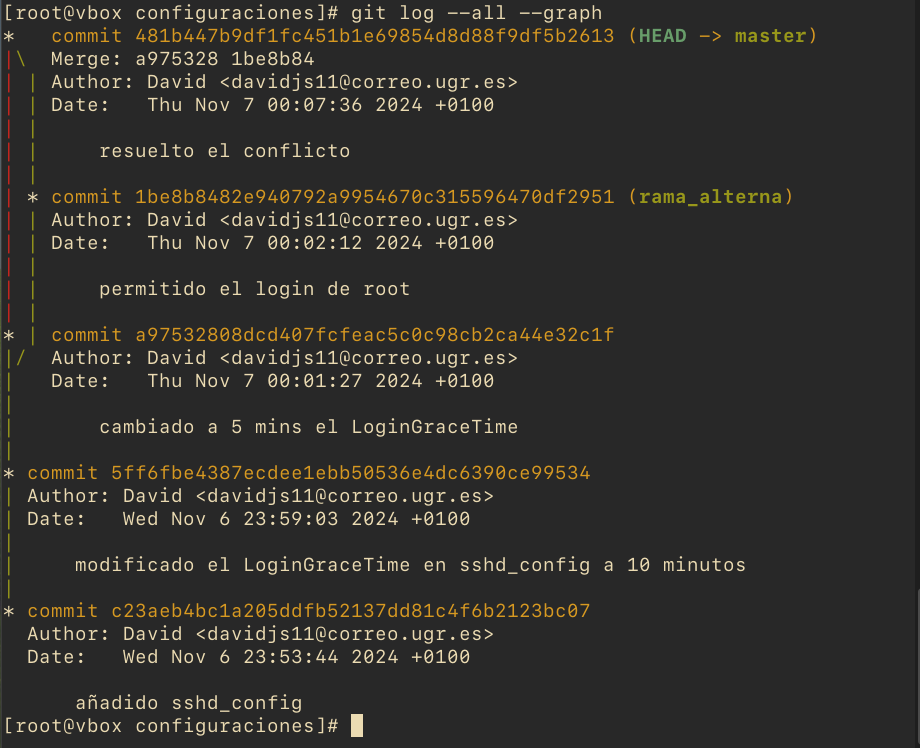 [root@vbox configuraciones]# git log --all --graph
*   commit 481b447b9df1fc451b1e69854d8d88f9df5b2613 (HEAD -> master)
|\  Merge: a975328 1be8b84
| | Author: David <davidjs11@correo.ugr.es>
| | Date:   Thu Nov 7 00:07:36 2024 +0100
| |
| |     resuelto el conflicto
| |
| * commit 1be8b8482e940792a9954670c315596470df2951 (rama_alterna)
| | Author: David <davidjs11@correo.ugr.es>
| | Date:   Thu Nov 7 00:02:12 2024 +0100
| |
| |     permitido el login de root
| |
* | commit a97532808dcd407fcfeac5c0c98cb2ca44e32c1f
|/  Author: David <davidjs11@correo.ugr.es>
|   Date:   Thu Nov 7 00:01:27 2024 +0100
|
|       cambiado a 5 mins el LoginGraceTime
|
* commit 5ff6fbe4387ecdee1ebb50536e4dc6390ce99534
| Author: David <davidjs11@correo.ugr.es>
| Date:   Wed Nov 6 23:59:03 2024 +0100
|
|     modificado el LoginGraceTime en sshd_config a 10 minutos
|
* commit c23aeb4bc1a205ddfb52137dd81c4f6b2123bc07
  Author: David <davidjs11@correo.ugr.es>
  Date:   Wed Nov 6 23:53:44 2024 +0100

      añadido sshd_config
[root@vbox configuraciones]#